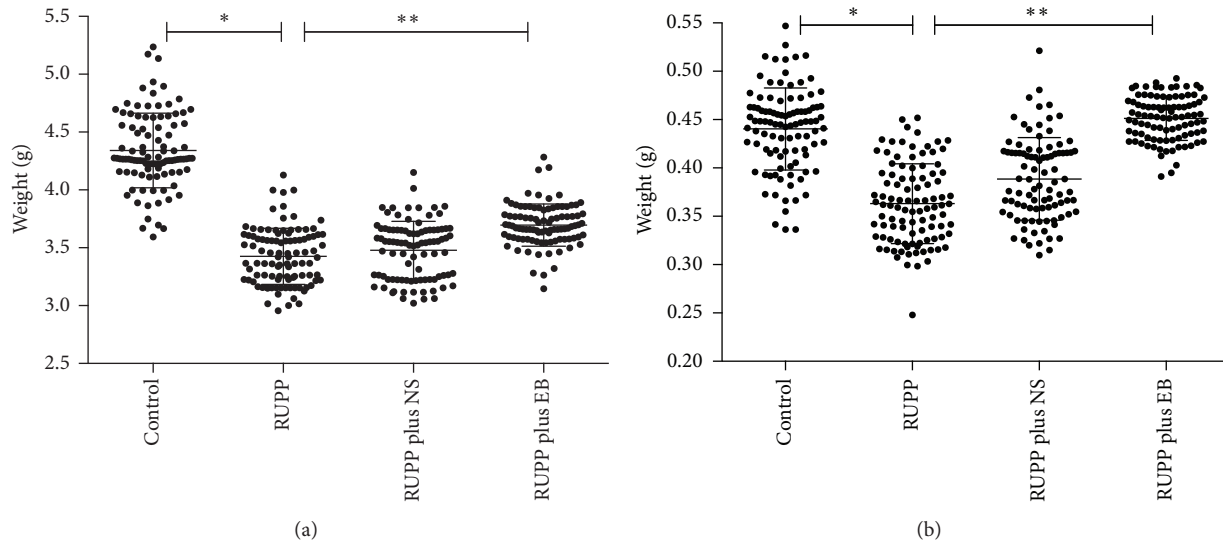 *
**
5.5
5.0
4.5
4.0
3.5
3.0
2.5
Weight (g)
Control
RUPP
RUPP plus NS
RUPP plus EB
(a)
*
**
0.55
0.50
0.45
0.40
0.35
0.30
0.25
0.20
Weight (g)
Control
RUPP
RUPP plus NS
RUPP plus EB
(b)